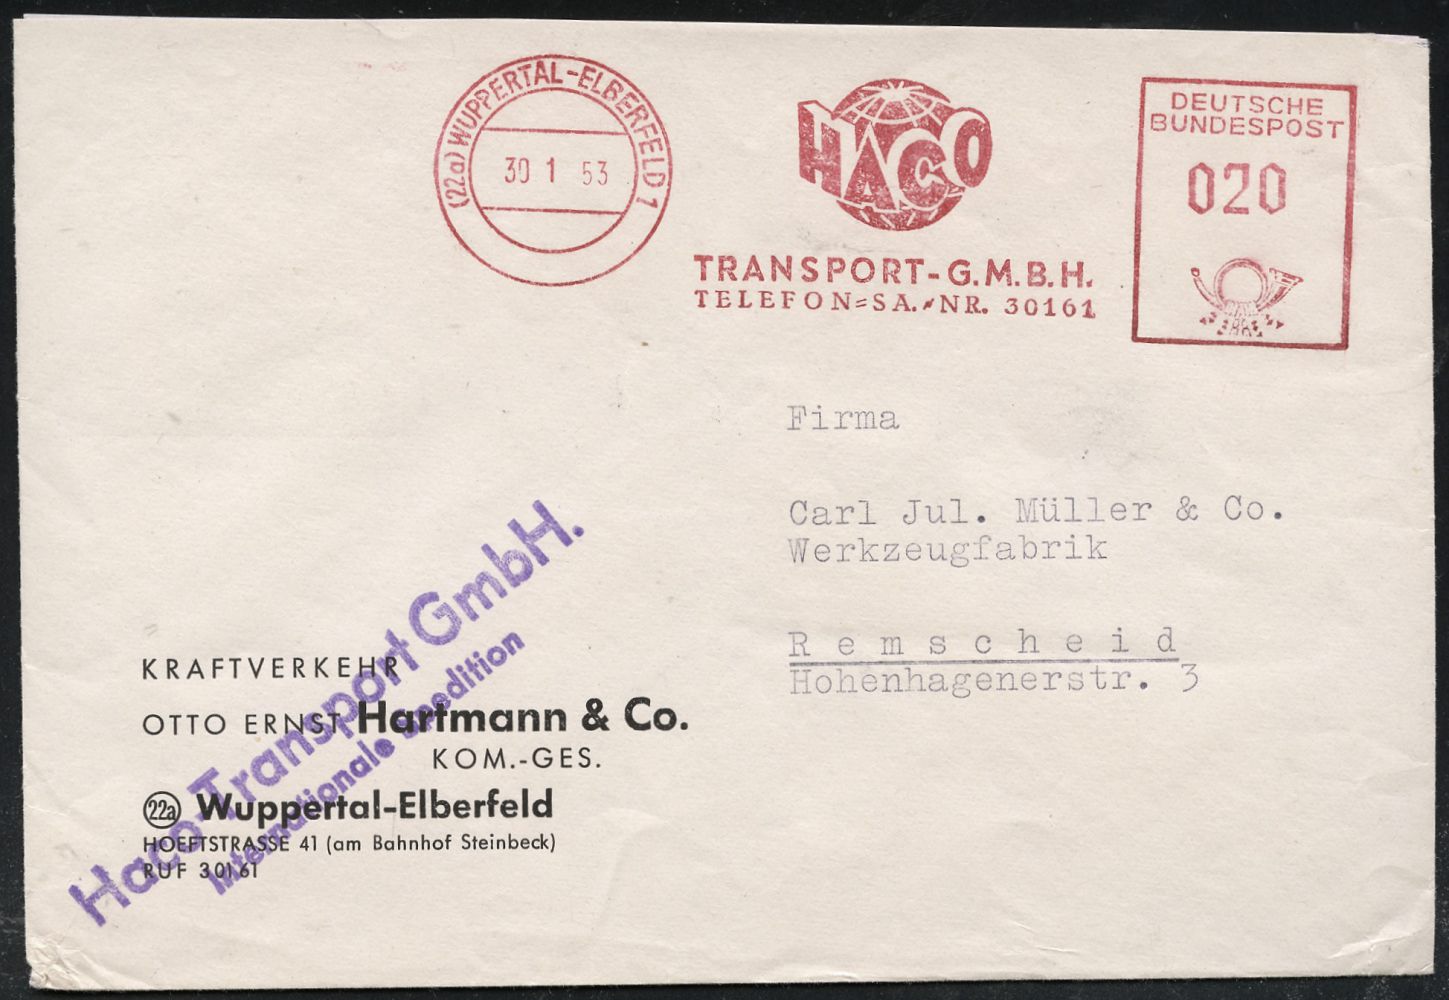 (22a) WUPPERTAL-ELBERFELD 1
30 1 53
HACO
TRANSPORT-G.M.B.H.
TELEFON=SA.-NR. 30161
DEUTSCHE
BUNDESPOST
020
Firma
Carl Jul. Müller & Co.
Werkzeugfabrik
Remscheid
Hohenhagenerstr. 3
Haco-Transport GmbH.
Internationale Spedition
KRAFTVERKEHR
OTTO ERNST Hartmann & Co.
KOM.-GES.
22a Wuppertal-Elberfeld
HOEFTSTRASSE 41 (am Bahnhof Steinbeck)
RUF 30161